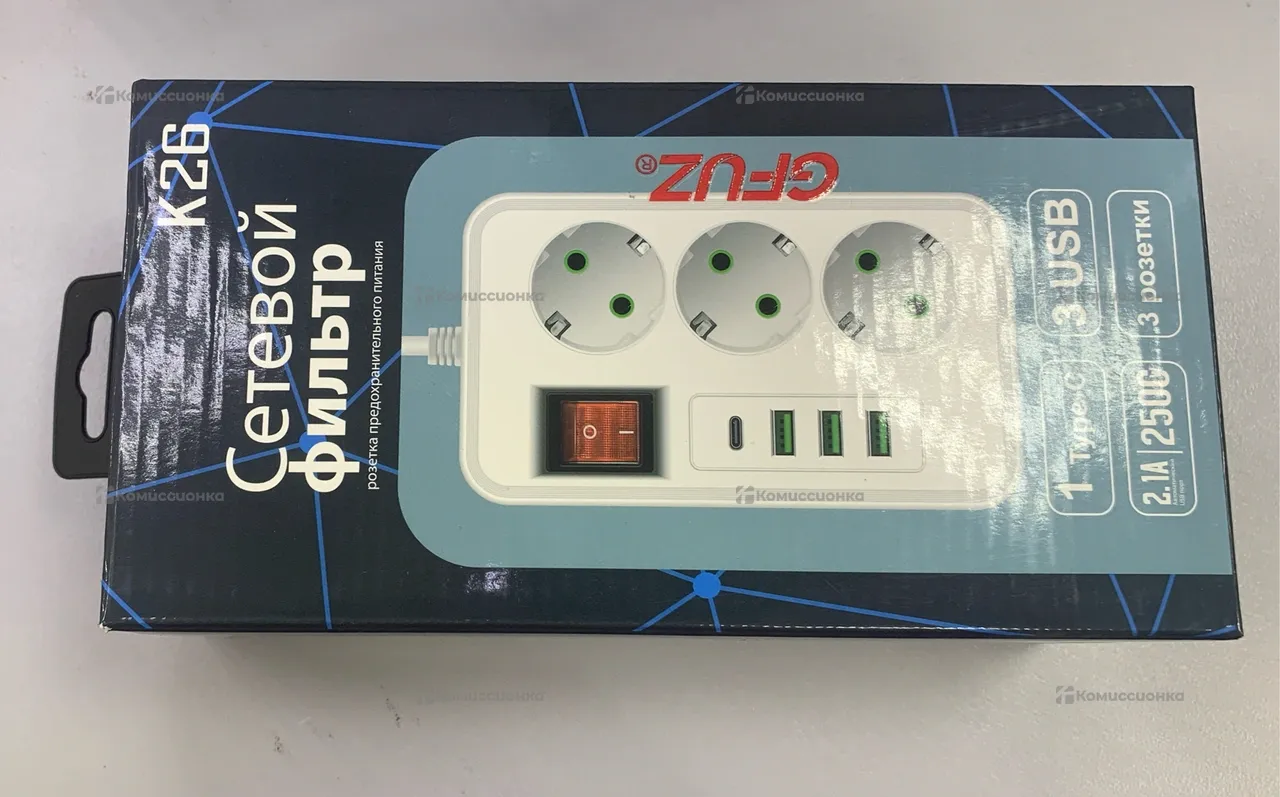 K26
Сетевой
фильтр
розетка предохранительного питания
GFUZ®
3 USB
3 розетки
1 Type C
2.1A | 2500
Комиссионка
Комиссионка
Комиссионка
Комиссионка
Комиссионка
Комиссионка
Комиссионка
Комиссионка